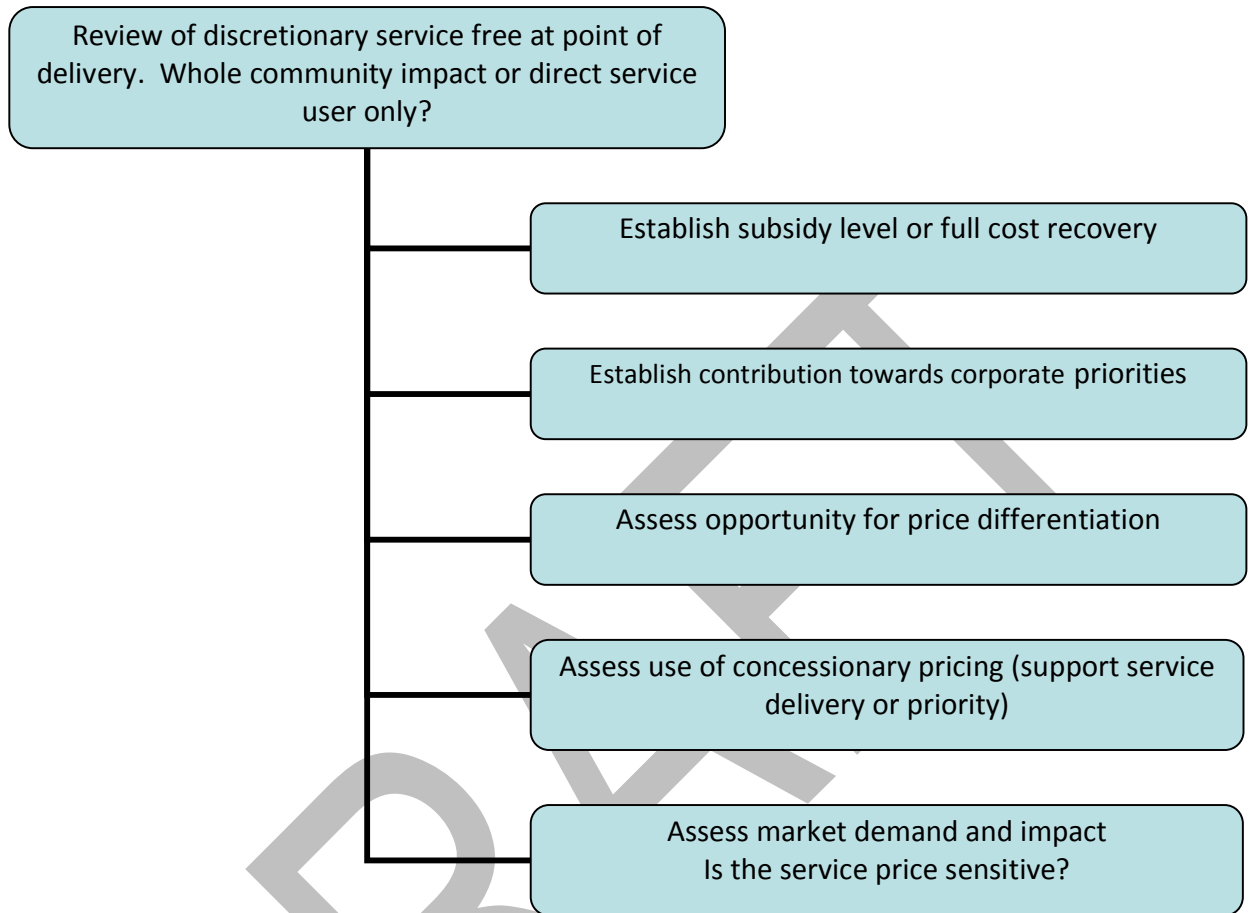 Review of discretionary service free at point of
delivery.  Whole community impact or direct service
user only?
Establish subsidy level or full cost recovery
Establish contribution towards corporate priorities
Assess opportunity for price differentiation
Assess use of concessionary pricing (support service
delivery or priority)
Assess market demand and impact
Is the service price sensitive?
DRAFT